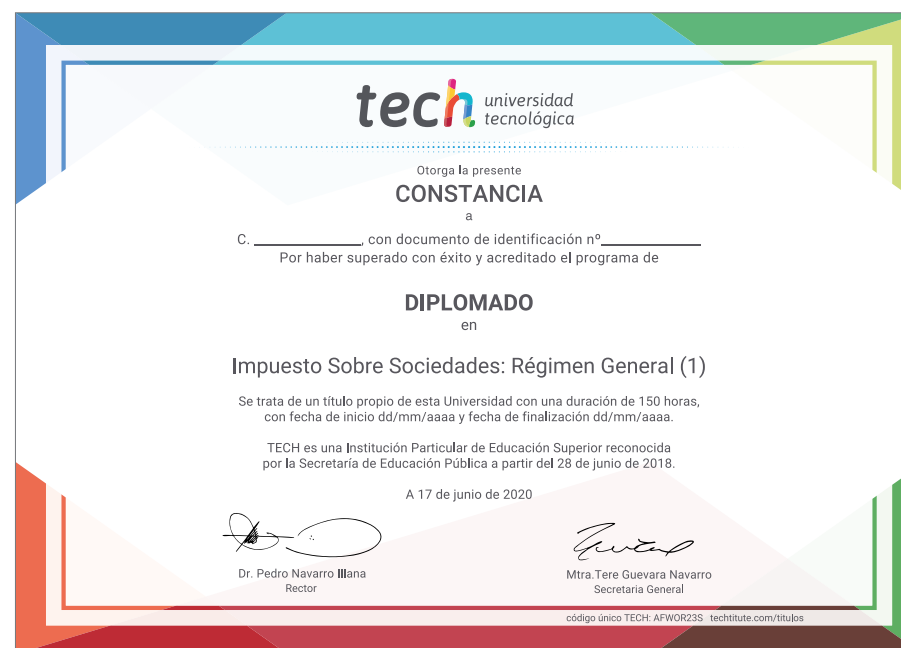 tech universidad
tecnológica
Otorga la presente
CONSTANCIA
a
C. ______________, con documento de identificación nº_____________
Por haber superado con éxito y acreditado el programa de
DIPLOMADO
en
Impuesto Sobre Sociedades: Régimen General (1)
Se trata de un título propio de esta Universidad con una duración de 150 horas,
con fecha de inicio dd/mm/aaaa y fecha de finalización dd/mm/aaaa.
TECH es una Institución Particular de Educación Superior reconocida
por la Secretaría de Educación Pública a partir del 28 de junio de 2018.
A 17 de junio de 2020
Dr. Pedro Navarro Illana
Rector
Mtra.Tere Guevara Navarro
Secretaria General
código único TECH: AFWOR23S techtitute.com/titulos